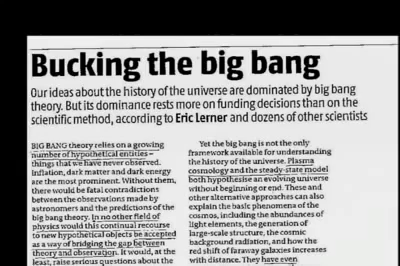 Bucking the big bang
Our ideas about the history of the universe are dominated by big bang
theory. But its dominance rests more on funding decisions than on the
scientific method, according to Eric Lerner and dozens of other scientists
BIG BANG theory relies on a growing
number of hypothetical entities –
things that we have never observed.
Inflation, dark matter and dark energy
are the most prominent. Without them,
there would be fatal contradictions
between the observations made by
astronomers and the predictions of the
big bang theory. In no other field of
physics would this continual recourse
to new hypothetical objects be accepted
as a way of bridging the gap between
theory and observation. It would, at the
least, raise serious questions about the
Yet the big bang is not the only
framework available for understanding
the history of the universe. Plasma
cosmology and the steady-state model
both hypothesise an evolving universe
without beginning or end. These and
other alternative approaches can also
explain the basic phenomena of the
cosmos, including the abundances of
light elements, the generation of
large-scale structure, the cosmic
background radiation, and how the
red shift of faraway galaxies increases
with distance. They have even